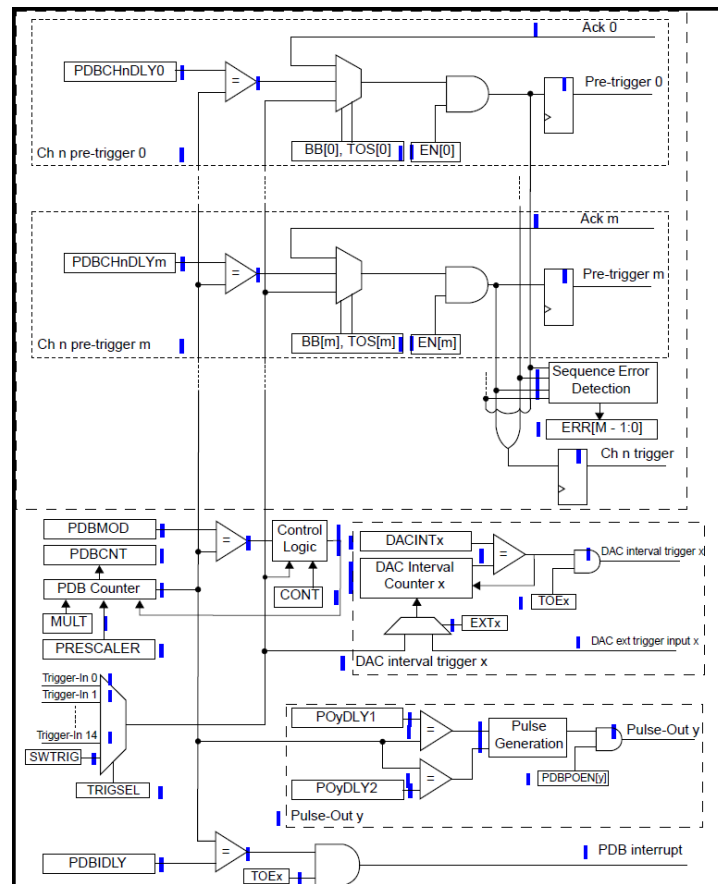 Ack 0
PDBCHnDLY0
=
Pre-trigger 0
BB[0], TOS[0]
EN[0]
Ch n pre-trigger 0
Ack m
PDBCHnDLYm
=
Pre-trigger m
BB[m], TOS[m]
EN[m]
Ch n pre-trigger m
Sequence Error
Detection
ERR[M - 1:0]
Ch n trigger
PDBMOD
=
Control
Logic
PDBCNT
PDB Counter
CONT
MULT
PRESCALER
DACINTx
=
DAC interval trigger x
DAC Interval
Counter x
TOEx
EXTx
DAC ext trigger input x
DAC interval trigger x
Trigger-In 0
Trigger-In 1
Trigger-In 14
SWTRIG
TRIGSEL
POyDLY1
=
Pulse
Generation
Pulse-Out y
POyDLY2
=
PDBPOEN[y]
Pulse-Out y
PDBIDLY
=
TOEx
PDB interrupt